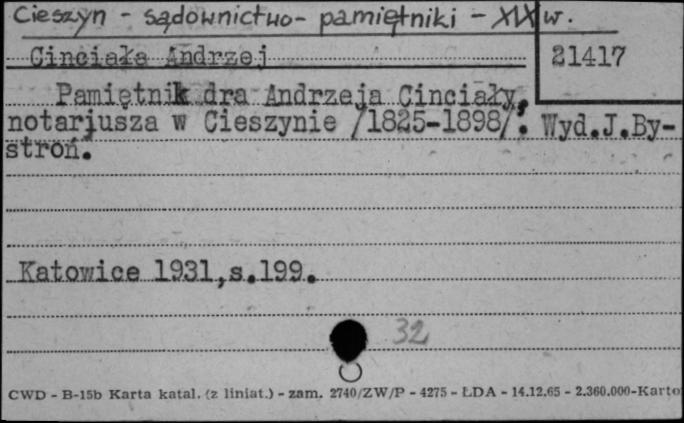 Cieszyn - sądownictwo - pamiętniki - XIX w.
Cinciała Andrzej
21417
Pamiętnik dra Andrzeja Cinciały,
notarjusza w Cieszynie /1825-1898/. Wyd.J.By-
stroń.
Katowice 1931,s.199.
32
CWD - B-15b Karta katal. (z liniat.) - zam. 2740/ZW/P - 4275 - ŁDA - 14.12.65 - 2.360.000-Karto